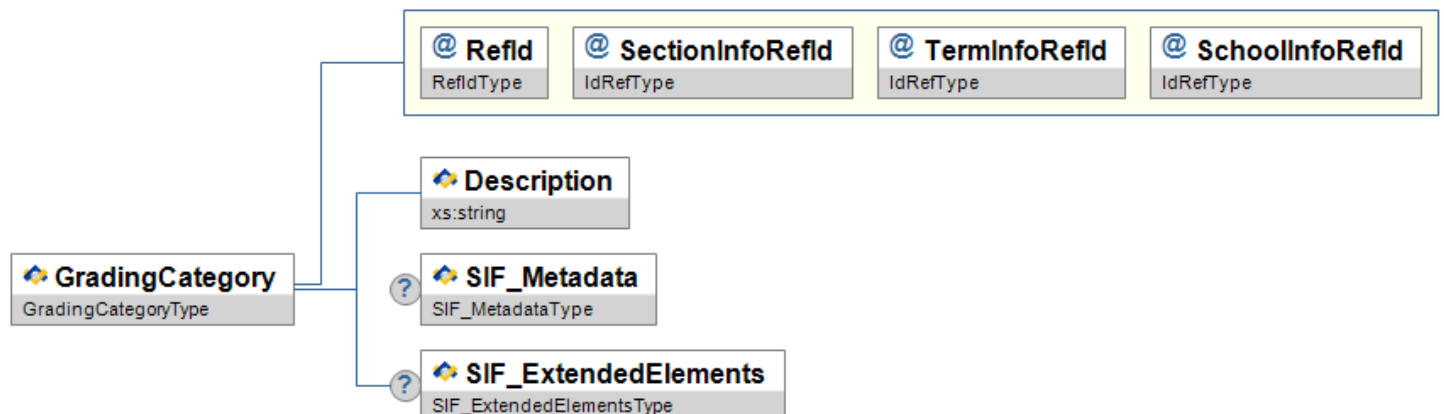 @ RefId
RefIdType
@ SectionInfoRefId
IdRefType
@ TermInfoRefId
IdRefType
@ SchoolInfoRefId
IdRefType
Description
xs:string
GradingCategory
GradingCategoryType
? SIF_Metadata
SIF_MetadataType
? SIF_ExtendedElements
SIF_ExtendedElementsType